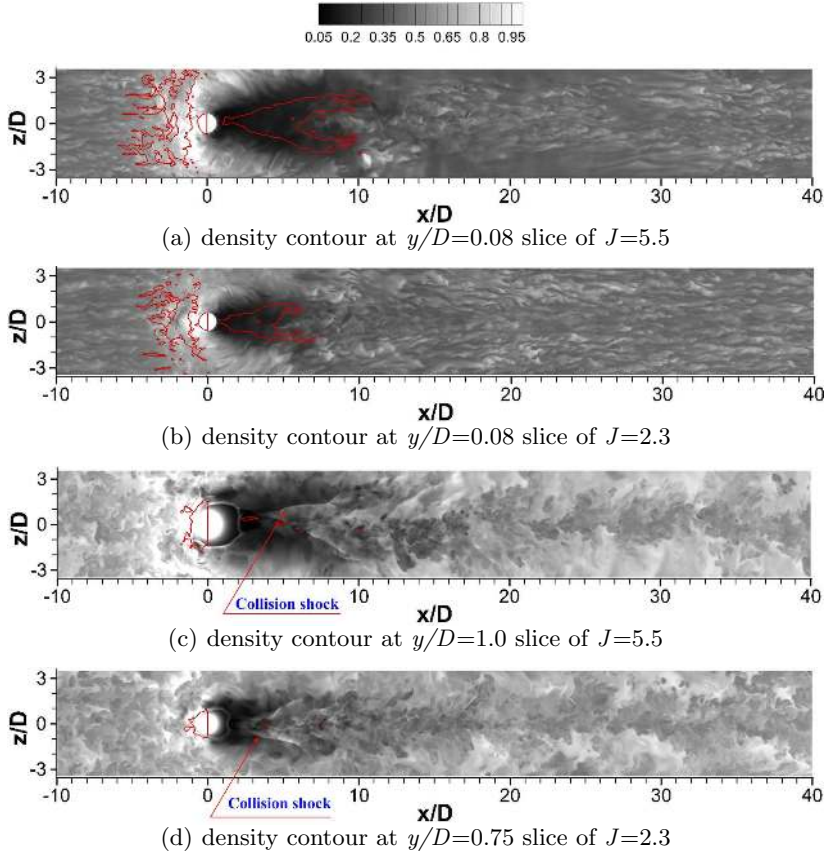 0.05 0.2 0.35 0.5 0.65 0.8 0.95
3
z/D
0
-3
-10 0 10 20 30 40
x/D
(a) density contour at y/D=0.08 slice of J=5.5
3
z/D
0
-3
-10 0 10 20 30 40
x/D
(b) density contour at y/D=0.08 slice of J=2.3
3
z/D
0
-3
-10 0 10 20 30 40
Collision shock
x/D
(c) density contour at y/D=1.0 slice of J=5.5
3
z/D
0
-3
-10 0 10 20 30 40
Collision shock
x/D
(d) density contour at y/D=0.75 slice of J=2.3